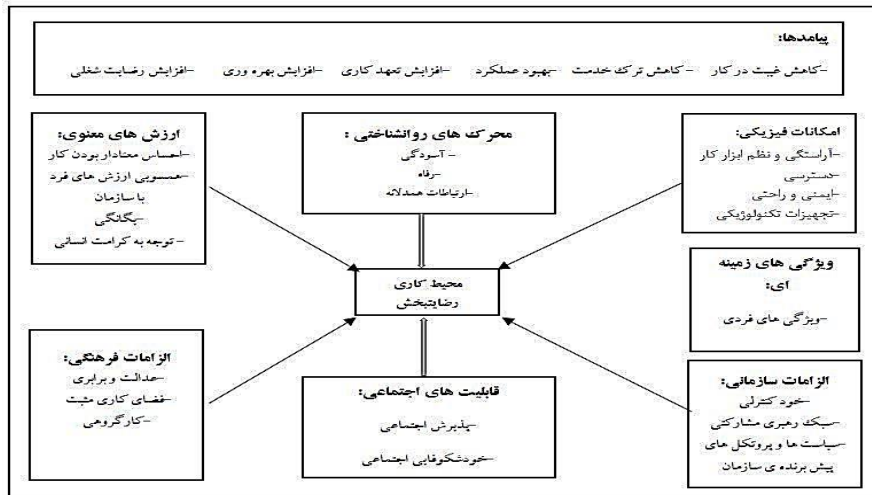 پیامدها:
-کاهش غیبت در کار -کاهش ترک خدمت -بهبود عملکرد -افزایش تعهد کاری -افزایش بهره وری -افزایش رضایت شغلی
امکانات فیزیکی:
-آراستگی و نظم ابزار کار
-دسترسی
-ایمنی و راحتی
-تجهیزات تکنولوژیکی
محرک های روانشناختی :
- آسودگی
-رفاه
-ارتباطات همدلانه
ارزش های معنوی:
-احساس معنادار بودن کار
-همسویی ارزش های فرد
با سازمان
-یگانگی
- توجه به کرامت انسانی
ویژگی های زمینه
ای:
-ویژگی های فردی
محیط کاری
رضایتبخش
الزامات سازمانی:
-خود کنترلی
-سبک رهبری مشارکتی
-سیاست ها و پروتکل های
پیش برنده ی سازمان
قابلیت های اجتماعی:
-پذیرش اجتماعی
-خودشکوفایی اجتماعی
الزامات فرهنگی:
-عدالت و برابری
-فضای کاری مثبت
-کارگروهی